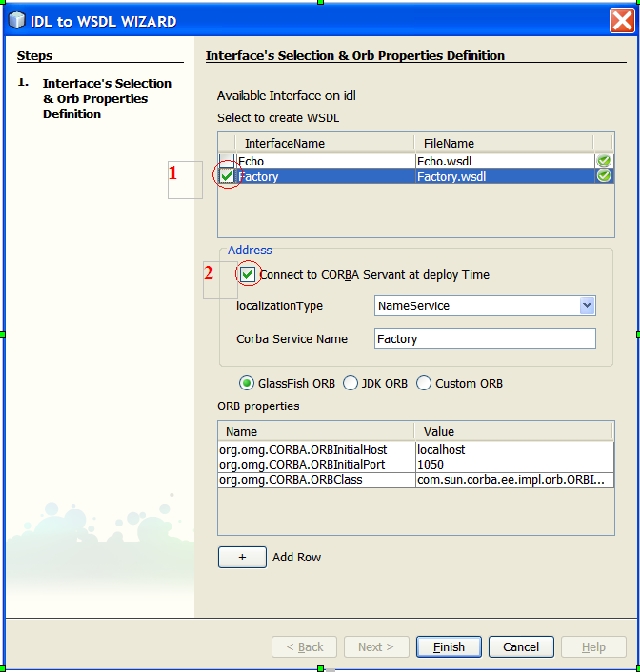 IDL to WSDL WIZARD
Steps
1. Interface's Selection
& Orb Properties
Definition
Interface's Selection & Orb Properties Definition
Available Interface on idl
Select to create WSDL
InterfaceName FileName
Echo Echo.wsdl
1
Factory Factory.wsdl
Address
2
Connect to CORBA Servant at deploy Time
localizationType NameService
Corba Service Name Factory
GlassFish ORB JDK ORB Custom ORB
ORB properties
Name Value
org.omg.CORBA.ORBInitialHost localhost
org.omg.CORBA.ORBInitialPort 1050
org.omg.CORBA.ORBClass com.sun.corba.ee.impl.orb.ORBI...
+ Add Row
< Back Next > Finish Cancel Help